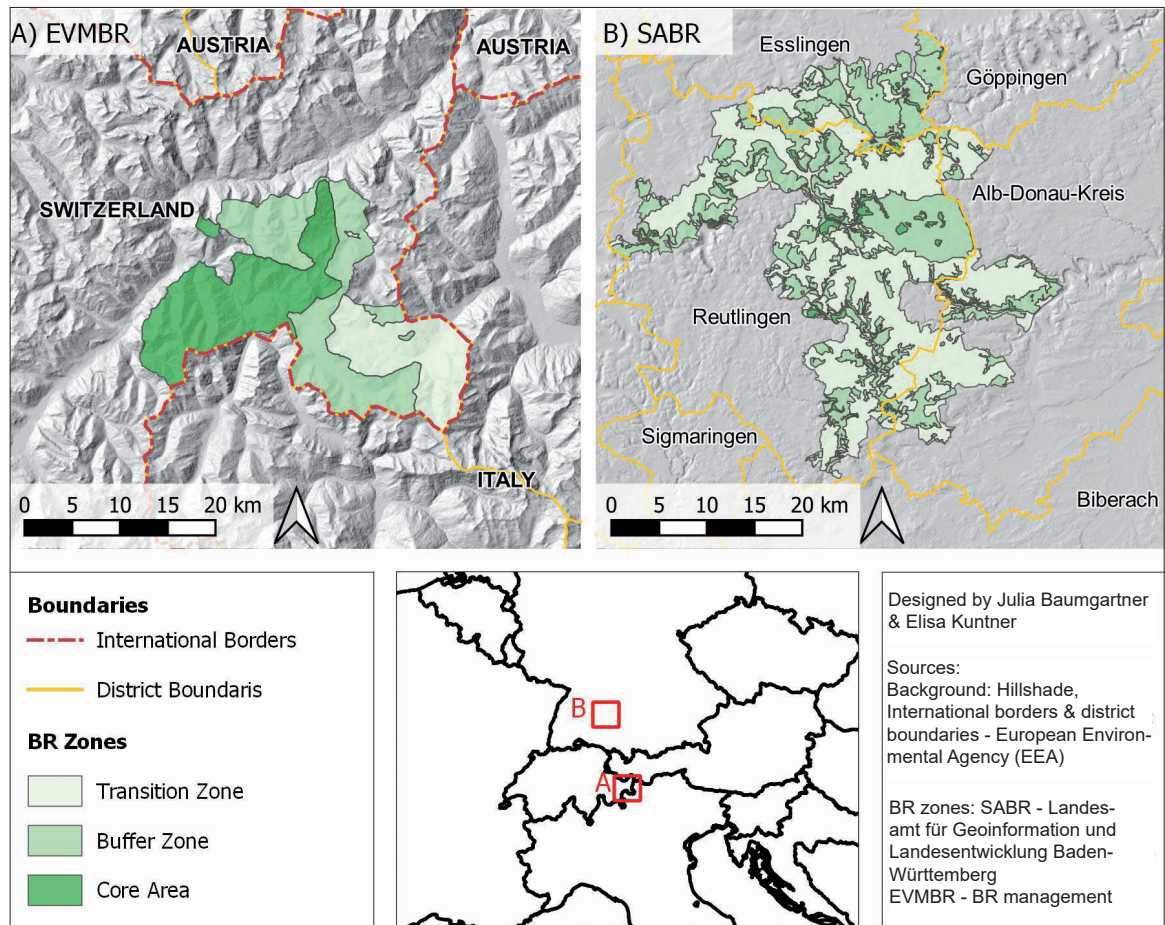 A) EVMBR
AUSTRIA
AUSTRIA
SWITZERLAND
ITALY
0 5 10 15 20 km
B) SABR
Esslingen
Göppingen
Alb-Donau-Kreis
Reutlingen
Sigmaringen
Biberach
0 5 10 15 20 km
Boundaries
International Borders
District Boundaris
BR Zones
Transition Zone
Buffer Zone
Core Area
B
A
Designed by Julia Baumgartner
& Elisa Kuntner
Sources:
Background: Hillshade,
International borders & district
boundaries - European Environ-
mental Agency (EEA)
BR zones: SABR - Landes-
amt für Geoinformation und
Landesentwicklung Baden-
Württemberg
EVMBR - BR management